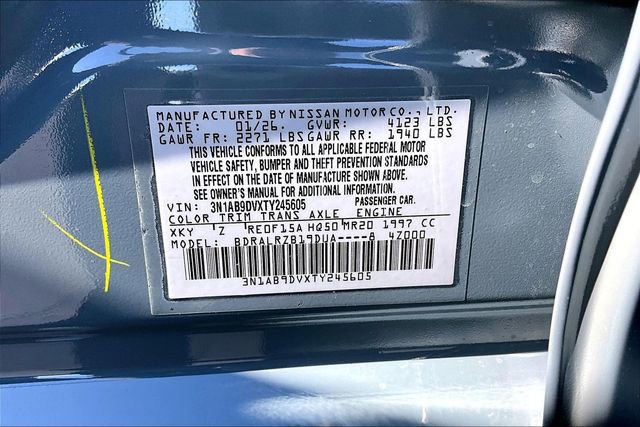 MANUFACTURED BY NISSAN MOTOR CO., LTD.
DATE: 01/26. GVWR: 4123 LBS
GAWR FR: 2271 LBS GAWR RR: 1940 LBS
THIS VEHICLE CONFORMS TO ALL APPLICABLE FEDERAL MOTOR
VEHICLE SAFETY, BUMPER AND THEFT PREVENTION STANDARDS
IN EFFECT ON THE DATE OF MANUFACTURE SHOWN ABOVE.
SEE OWNER'S MANUAL FOR ADDITIONAL INFORMATION.
VIN: 3N1AB9DVXTY245605 PASSENGER CAR.
COLOR TRIM TRANS AXLE ENGINE
XKY Z RE0F15A HQ50 MR20 1997 CC
MODEL: BDRALRZB19DUA----8 4Z000
3N1AB9DVXTY245605